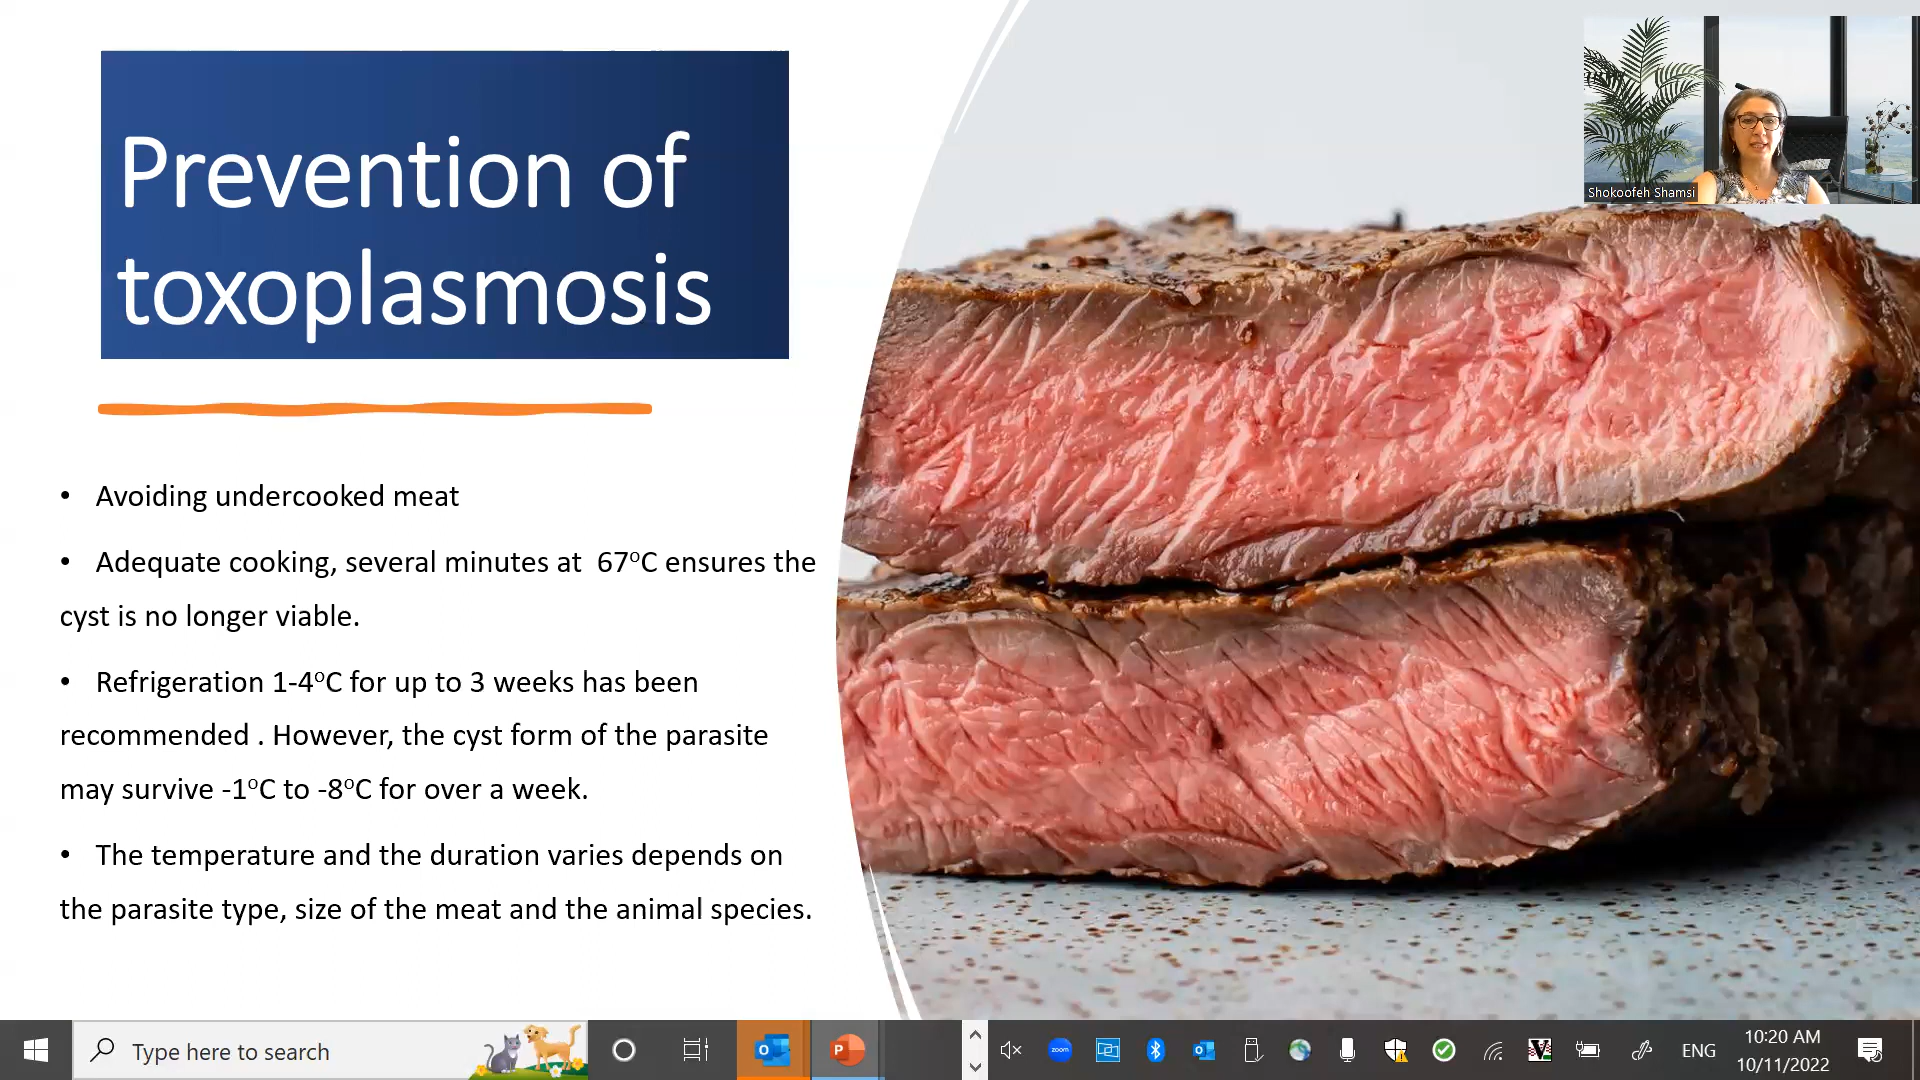 Prevention of
toxoplasmosis
Shokoofeh Shamsi
• Avoiding undercooked meat
• Adequate cooking, several minutes at  67ºC ensures the
cyst is no longer viable.
• Refrigeration 1-4ºC for up to 3 weeks has been
recommended . However, the cyst form of the parasite
may survive -1ºC to -8ºC for over a week.
• The temperature and the duration varies depends on
the parasite type, size of the meat and the animal species.
Type here to search
zoom
ENG
10:20 AM
10/11/2022